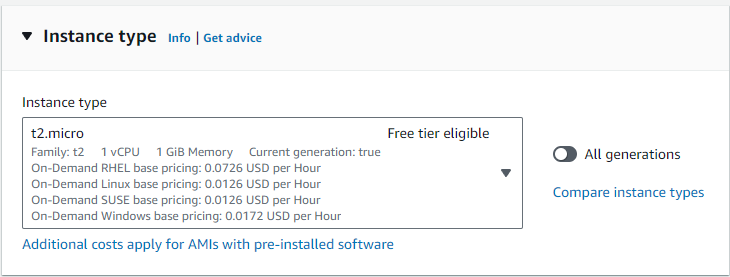 Instance type Info | Get advice
Instance type
t2.micro Free tier eligible
Family: t2 1 vCPU 1 GiB Memory Current generation: true
On-Demand RHEL base pricing: 0.0726 USD per Hour
On-Demand Linux base pricing: 0.0126 USD per Hour
On-Demand SUSE base pricing: 0.0126 USD per Hour
On-Demand Windows base pricing: 0.0172 USD per Hour
All generations
Compare instance types
Additional costs apply for AMIs with pre-installed software